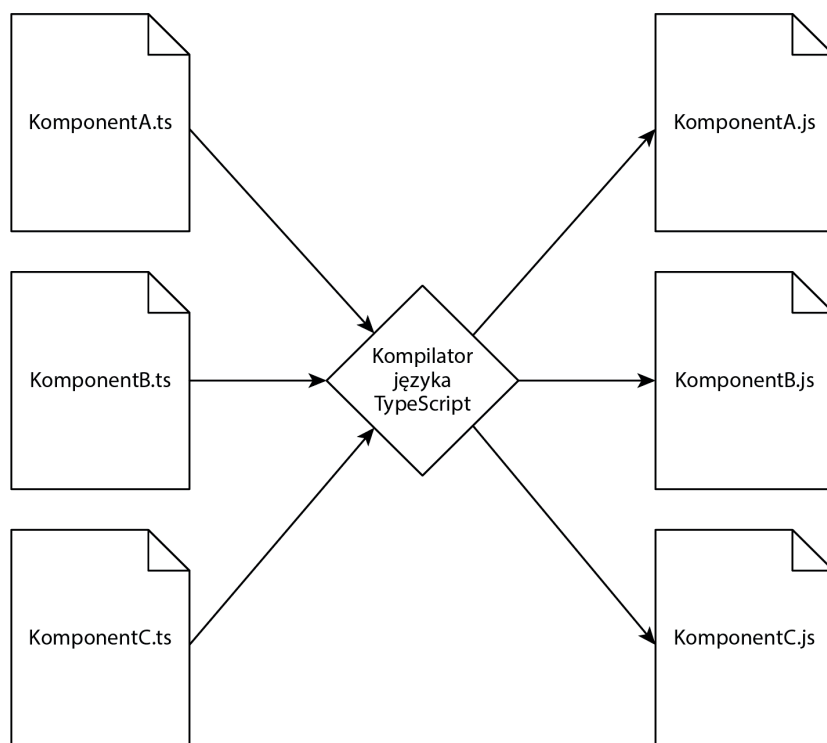 KomponentA.ts
KomponentA.js
KomponentB.ts
Kompilator
języka
TypeScript
KomponentB.js
KomponentC.ts
KomponentC.js